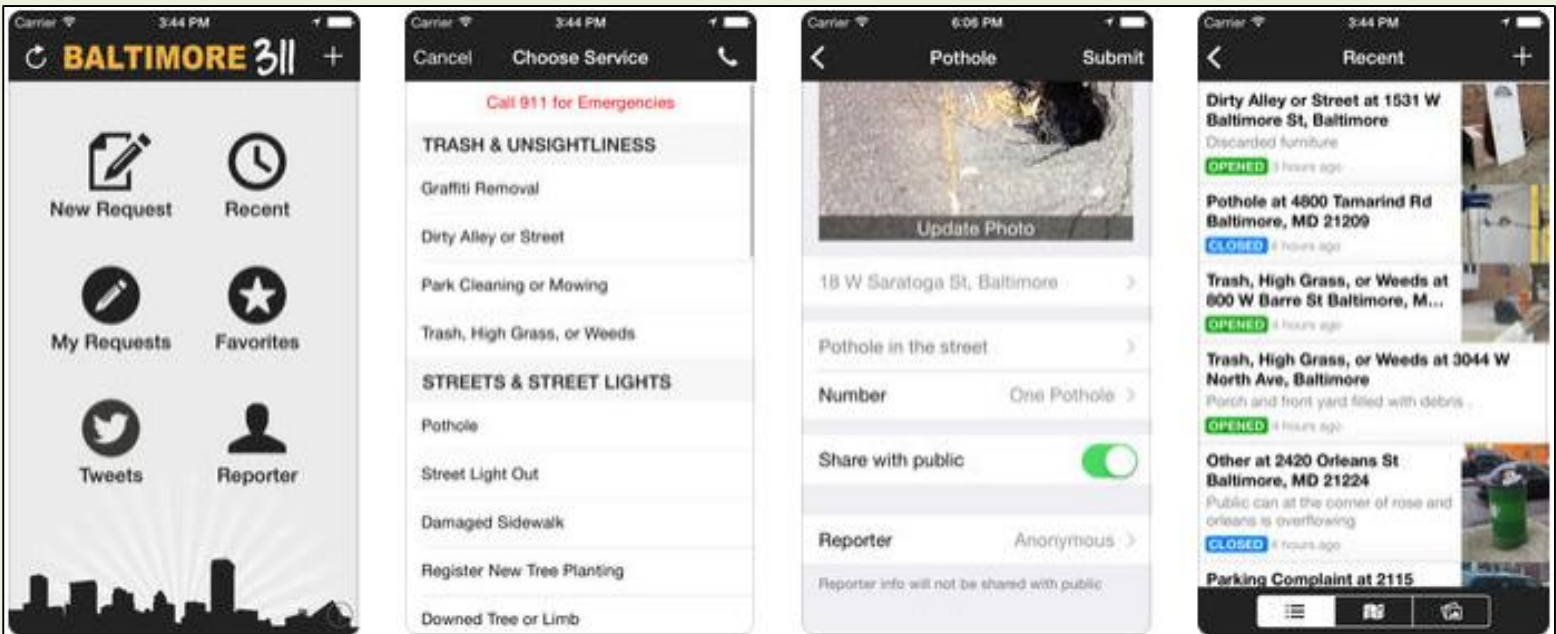 Carrier 3:44 PM
BALTIMORE 311 +
New Request Recent
My Requests Favorites
Tweets Reporter
Carrier 3:44 PM
Cancel Choose Service
Call 911 for Emergencies
TRASH & UNSIGHTLINESS
Graffiti Removal
Dirty Alley or Street
Park Cleaning or Mowing
Trash, High Grass, or Weeds
STREETS & STREET LIGHTS
Pothole
Street Light Out
Damaged Sidewalk
Register New Tree Planting
Downed Tree or Limb
Carrier 6:06 PM
Pothole Submit
Update Photo
18 W Saratoga St, Baltimore
Pothole in the street
Number One Pothole
Share with public
Reporter Anonymous
Reporter info will not be shared with public
Carrier 3:44 PM
Recent +
Dirty Alley or Street at 1531 W
Baltimore St, Baltimore
Discarded furniture
OPENED 3 hours ago
Pothole at 4800 Tamarind Rd
Baltimore, MD 21209
CLOSED 4 hours ago
Trash, High Grass, or Weeds at
800 W Barre St Baltimore, M...
OPENED 4 hours ago
Trash, High Grass, or Weeds at 3044 W
North Ave, Baltimore
Porch and front yard filled with debris .
OPENED 4 hours ago
Other at 2420 Orleans St
Baltimore, MD 21224
Public can at the corner of rose and
orleans is overflowing
CLOSED 4 hours ago
Parking Complaint at 2115